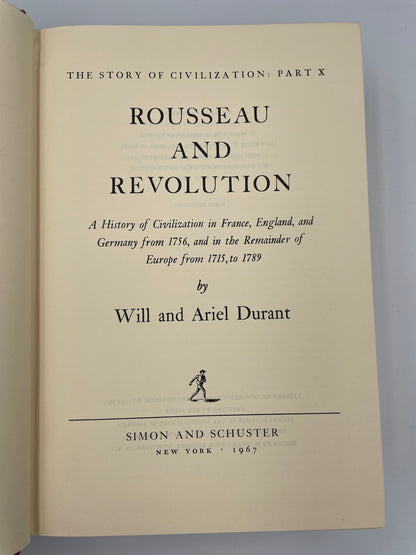 THE STORY OF CIVILIZATION: PART X
ROUSSEAU
AND
REVOLUTION
A History of Civilization in France, England, and
Germany from 1756, and in the Remainder of
Europe from 1715, to 1789
by
Will and Ariel Durant
SIMON AND SCHUSTER
NEW YORK · 1967